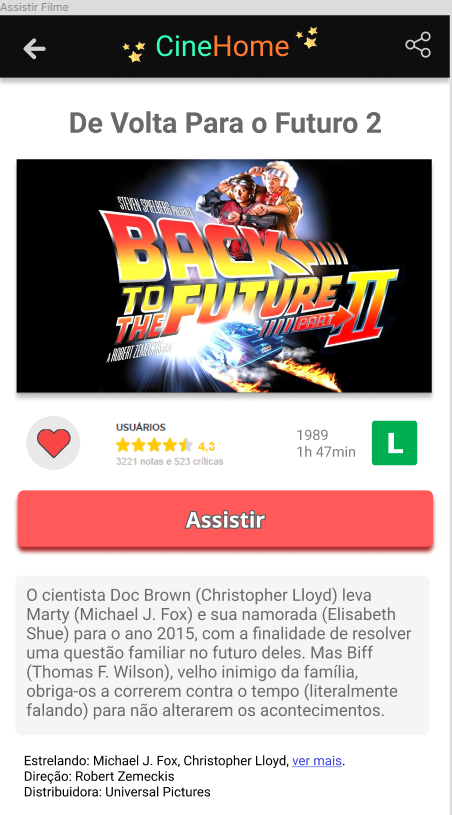 Assistir Filme
CineHome
De Volta Para o Futuro 2
STEVEN SPIELBERG PRESENTS
BACK
TO THE FUTURE
PART II
A ROBERT ZEMECKIS FILM
USUÁRIOS
4,3
3221 notas e 523 críticas
1989
1h 47min
L
Assistir
O cientista Doc Brown (Christopher Lloyd) leva
Marty (Michael J. Fox) e sua namorada (Elisabeth
Shue) para o ano 2015, com a finalidade de resolver
uma questão familiar no futuro deles. Mas Biff
(Thomas F. Wilson), velho inimigo da família,
obriga-os a correrem contra o tempo (literalmente
falando) para não alterarem os acontecimentos.
Estrelando: Michael J. Fox, Christopher Lloyd, ver mais.
Direção: Robert Zemeckis
Distribuidora: Universal Pictures